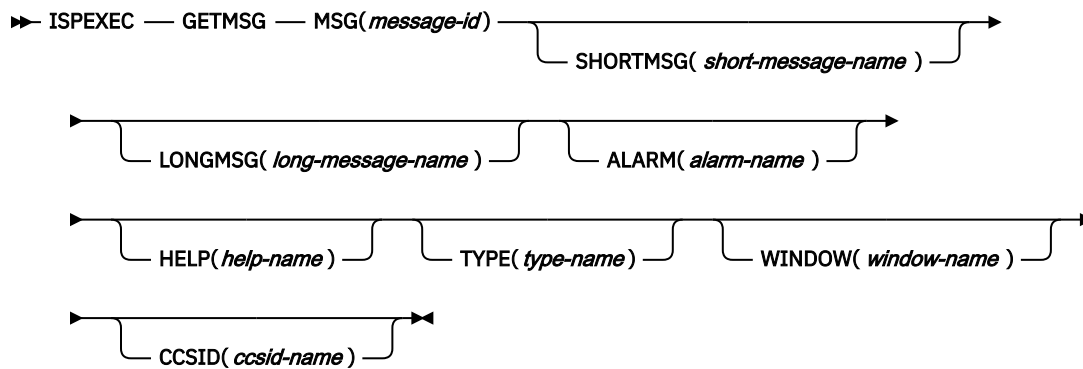 ISPEXEC GETMSG MSG(message-id)
SHORTMSG( short-message-name )
LONGMSG( long-message-name ) ALARM( alarm-name )
HELP( help-name ) TYPE( type-name ) WINDOW( window-name )
CCSID( ccsid-name )